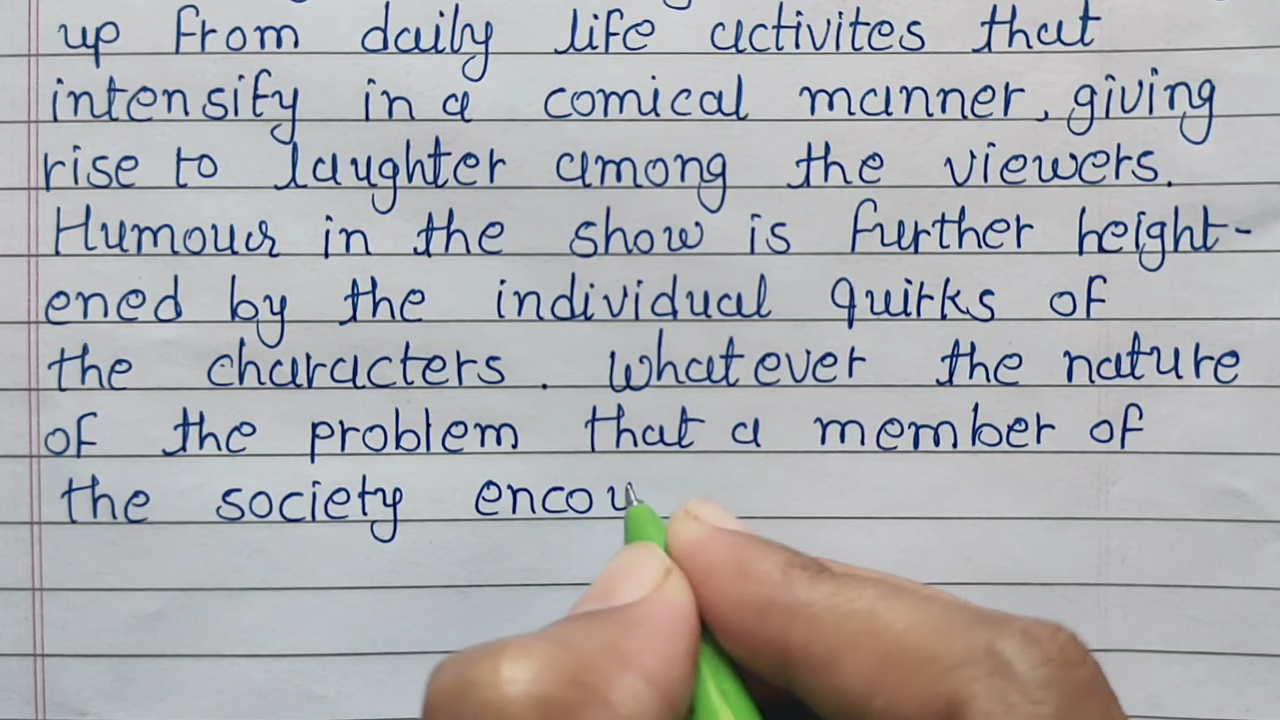 up from daily life activites that
intensify in a comical manner, giving
rise to laughter among the viewers.
Humour in the show is further height-
ened by the individual quirks of
the characters. Whatever the nature
of the problem that a member of
the society encou